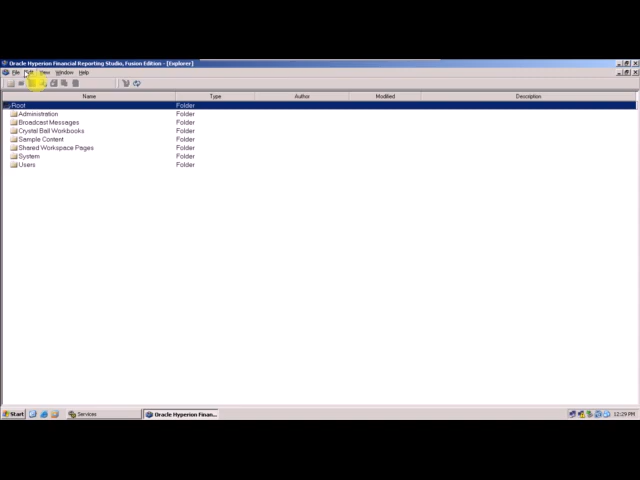 Oracle Hyperion Financial Reporting Studio, Fusion Edition - [Explorer]
File Edit View Window Help
Name Type Author Modified Description
Root Folder
Administration Folder
Broadcast Messages Folder
Crystal Ball Workbooks Folder
Sample Content Folder
Shared Workspace Pages Folder
System Folder
Users Folder
Start Services Oracle Hyperion Finan... 12:29 PM